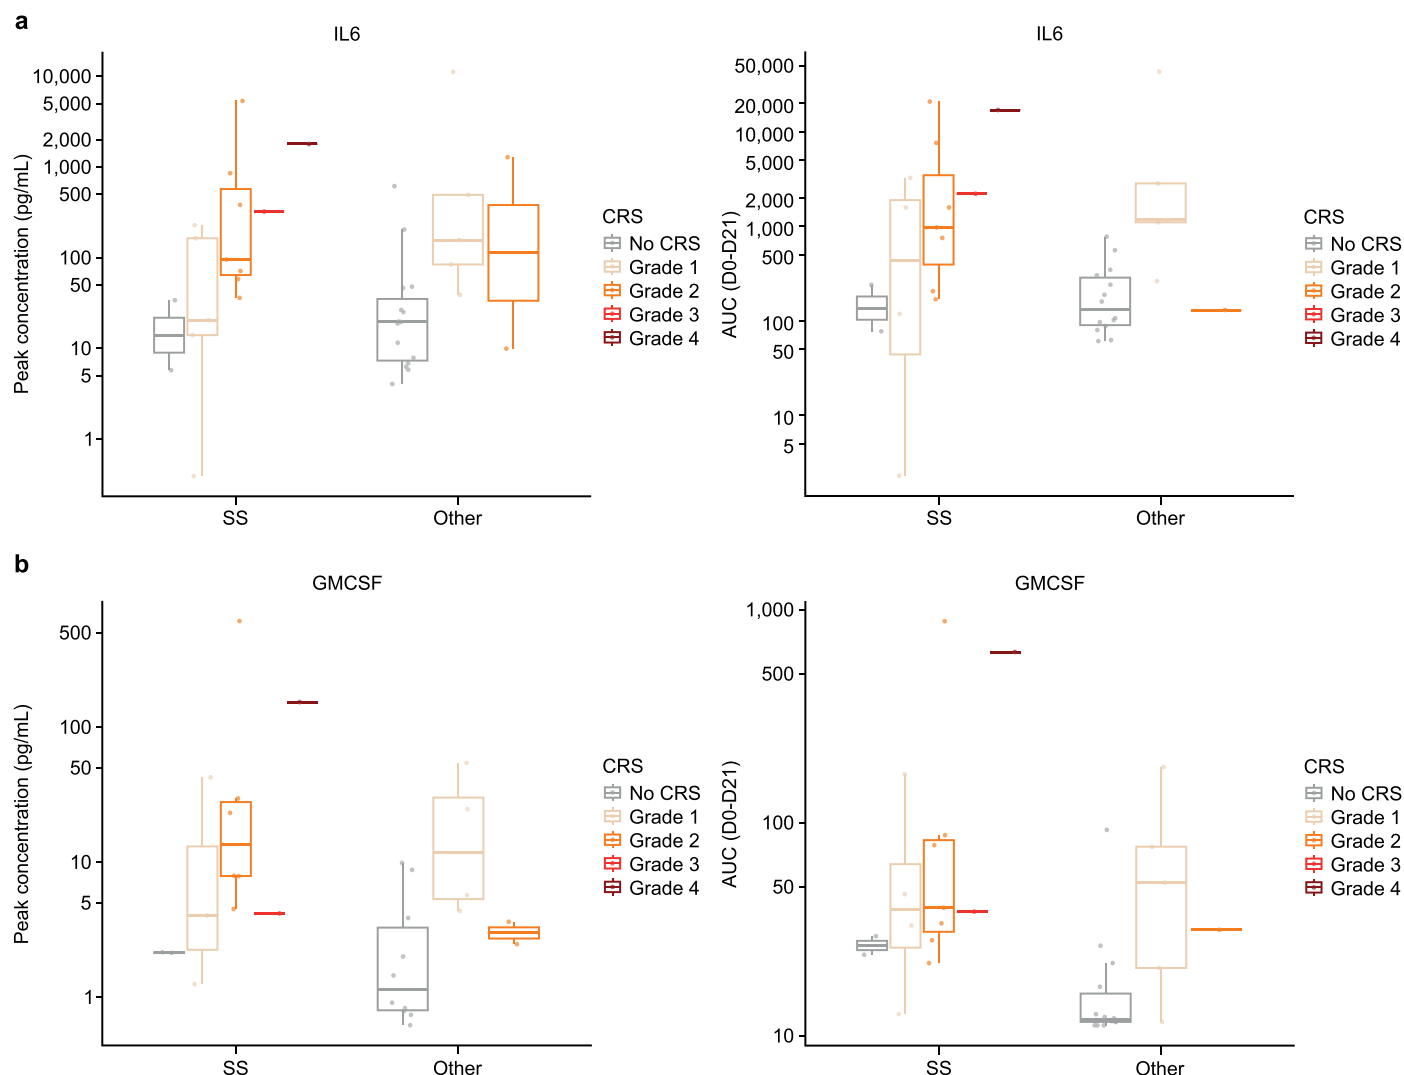 a
IL6
Peak concentration (pg/mL)
10,000
5,000
2,000
1,000
500
100
50
10
5
1
SS
Other
CRS
No CRS
Grade 1
Grade 2
Grade 3
Grade 4
IL6
AUC (D0-D21)
50,000
20,000
10,000
5,000
2,000
1,000
500
100
50
10
5
SS
Other
CRS
No CRS
Grade 1
Grade 2
Grade 3
Grade 4
b
GMCSF
Peak concentration (pg/mL)
500
100
50
10
5
1
SS
Other
CRS
No CRS
Grade 1
Grade 2
Grade 3
Grade 4
GMCSF
AUC (D0-D21)
1,000
500
100
50
10
SS
Other
CRS
No CRS
Grade 1
Grade 2
Grade 3
Grade 4